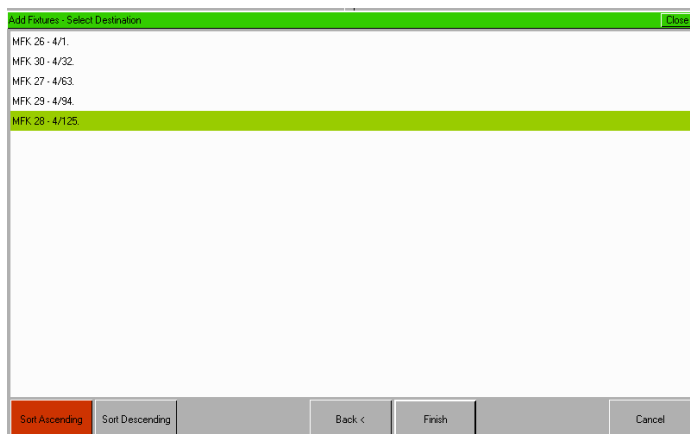 Add Fixtures - Select Destination Close
MFK 26 - 4/1.
MFK 30 - 4/32.
MFK 27 - 4/63.
MFK 29 - 4/94.
MFK 28 - 4/125.
Sort Ascending Sort Descending Back < Finish Cancel